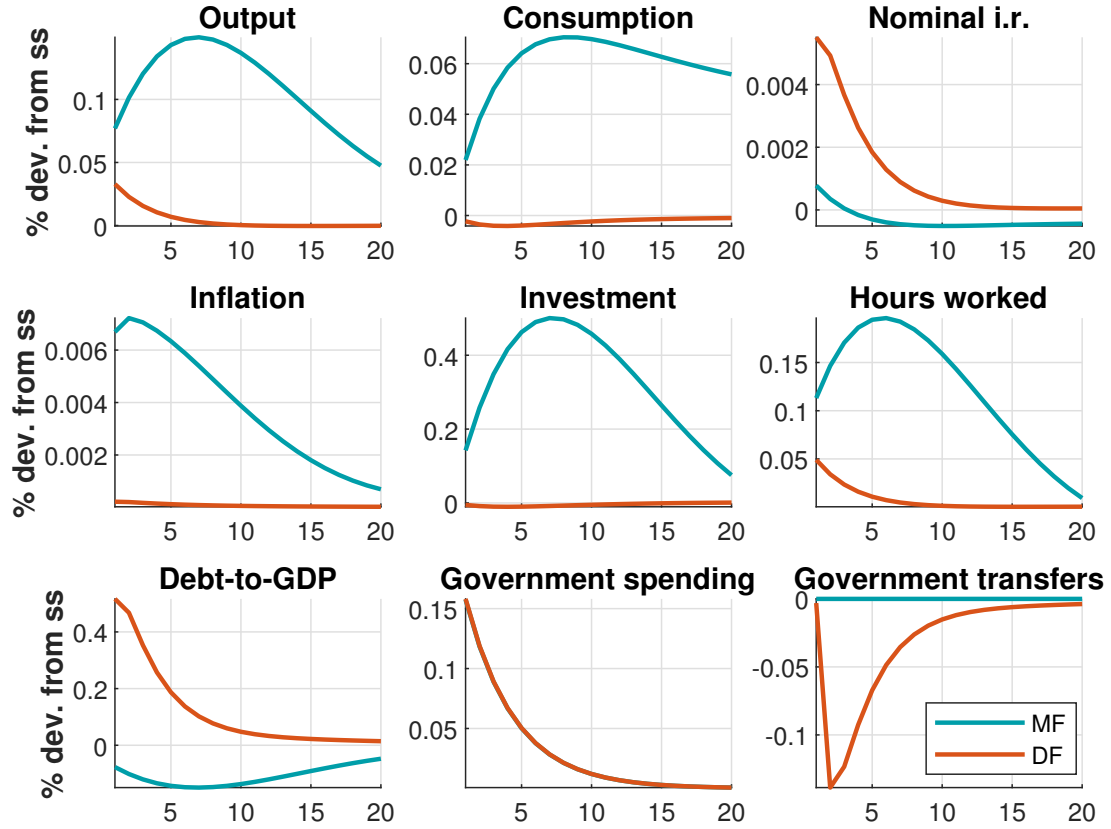 Output
Consumption
Nominal i.r.
% dev. from ss
0.1
0.05
0
5 10 15 20
0.06
0.04
0.02
0
5 10 15 20
0.004
0.002
0
5 10 15 20
Inflation
Investment
Hours worked
% dev. from ss
0.006
0.004
0.002
5 10 15 20
0.4
0.2
0
5 10 15 20
0.15
0.1
0.05
5 10 15 20
Debt-to-GDP
Government spending
Government transfers
% dev. from ss
0.4
0.2
0
5 10 15 20
0.15
0.1
0.05
5 10 15 20
0
-0.05
-0.1
5 10 15 20
MF
DF